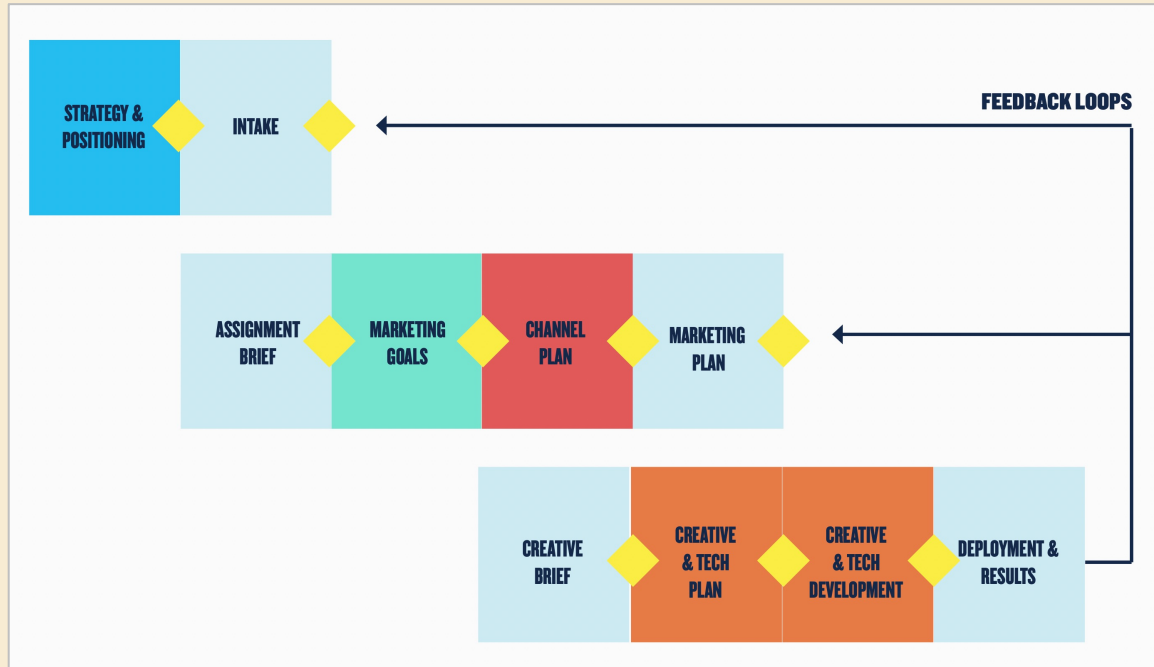 FEEDBACK LOOPS
STRATEGY &
POSITIONING
INTAKE
ASSIGNMENT
BRIEF
MARKETING
GOALS
CHANNEL
PLAN
MARKETING
PLAN
CREATIVE
BRIEF
CREATIVE
& TECH
PLAN
CREATIVE
& TECH
DEVELOPMENT
DEPLOYMENT &
RESULTS